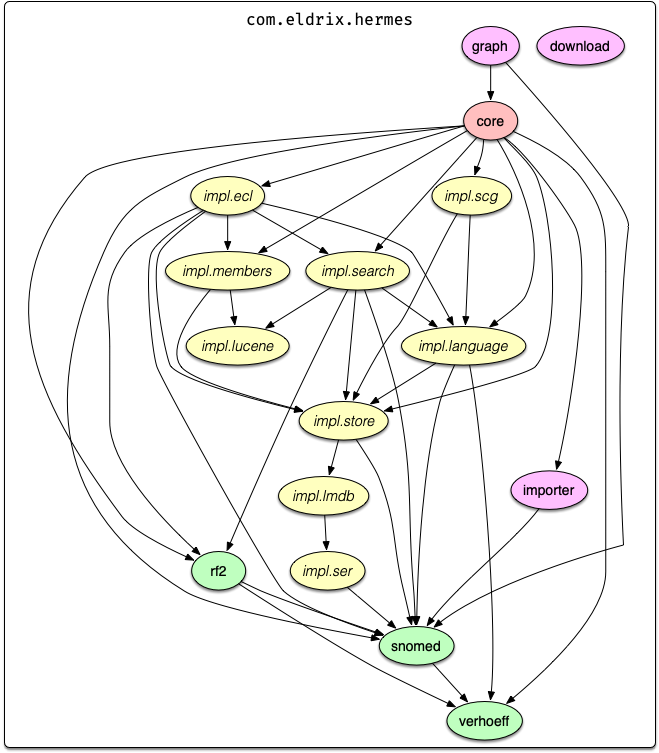 com.eldrix.hermes
graph
download
core
impl.ecl
impl.scg
impl.members
impl.search
impl.lucene
impl.language
impl.store
impl.lmdb
importer
rf2
impl.ser
snomed
verhoeff